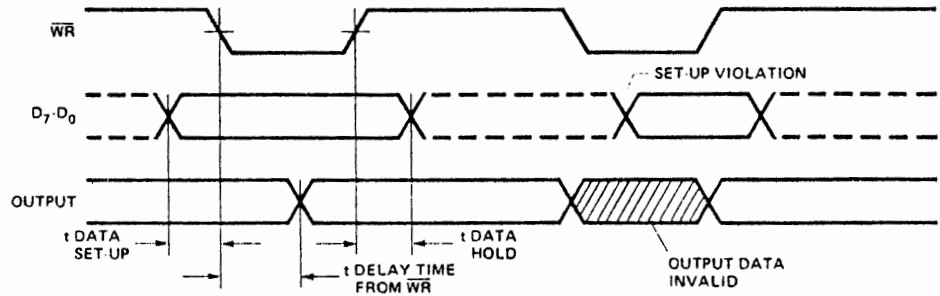 WR
SET-UP VIOLATION
D7-D0
OUTPUT
t DATA
SET-UP
t DATA
HOLD
t DELAY TIME
FROM WR
OUTPUT DATA
INVALID